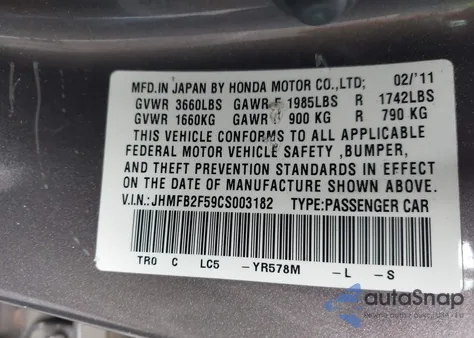 MFD.IN JAPAN BY HONDA MOTOR CO.,LTD; 02/'11
GVWR 3660LBS GAWR F 1985LBS R 1742LBS
GVWR 1660KG GAWR F 900 KG R 790 KG
THIS VEHICLE CONFORMS TO ALL APPLICABLE
FEDERAL MOTOR VEHICLE SAFETY ,BUMPER,
AND THEFT PREVENTION STANDARDS IN EFFECT
ON THE DATE OF MANUFACTURE SHOWN ABOVE.
V.I.N.:JHMFB2F59CS003182 TYPE:PASSENGER CAR
TR0 C LC5 -YR578M -L -S
autoSnap